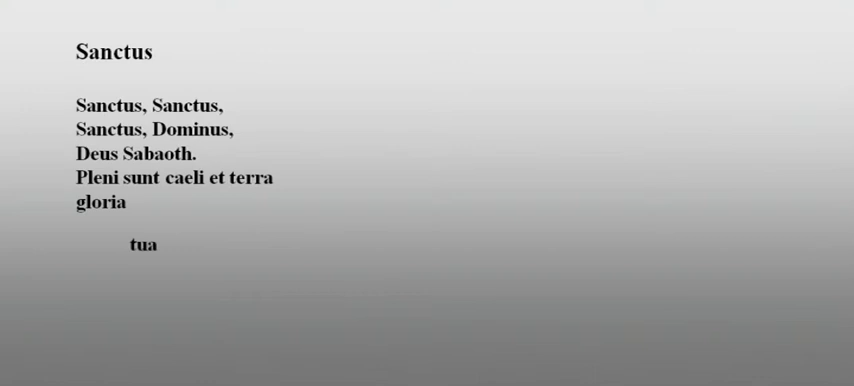 Sanctus
Sanctus, Sanctus,
Sanctus, Dominus,
Deus Sabaoth.
Pleni sunt caeli et terra
gloria
tua